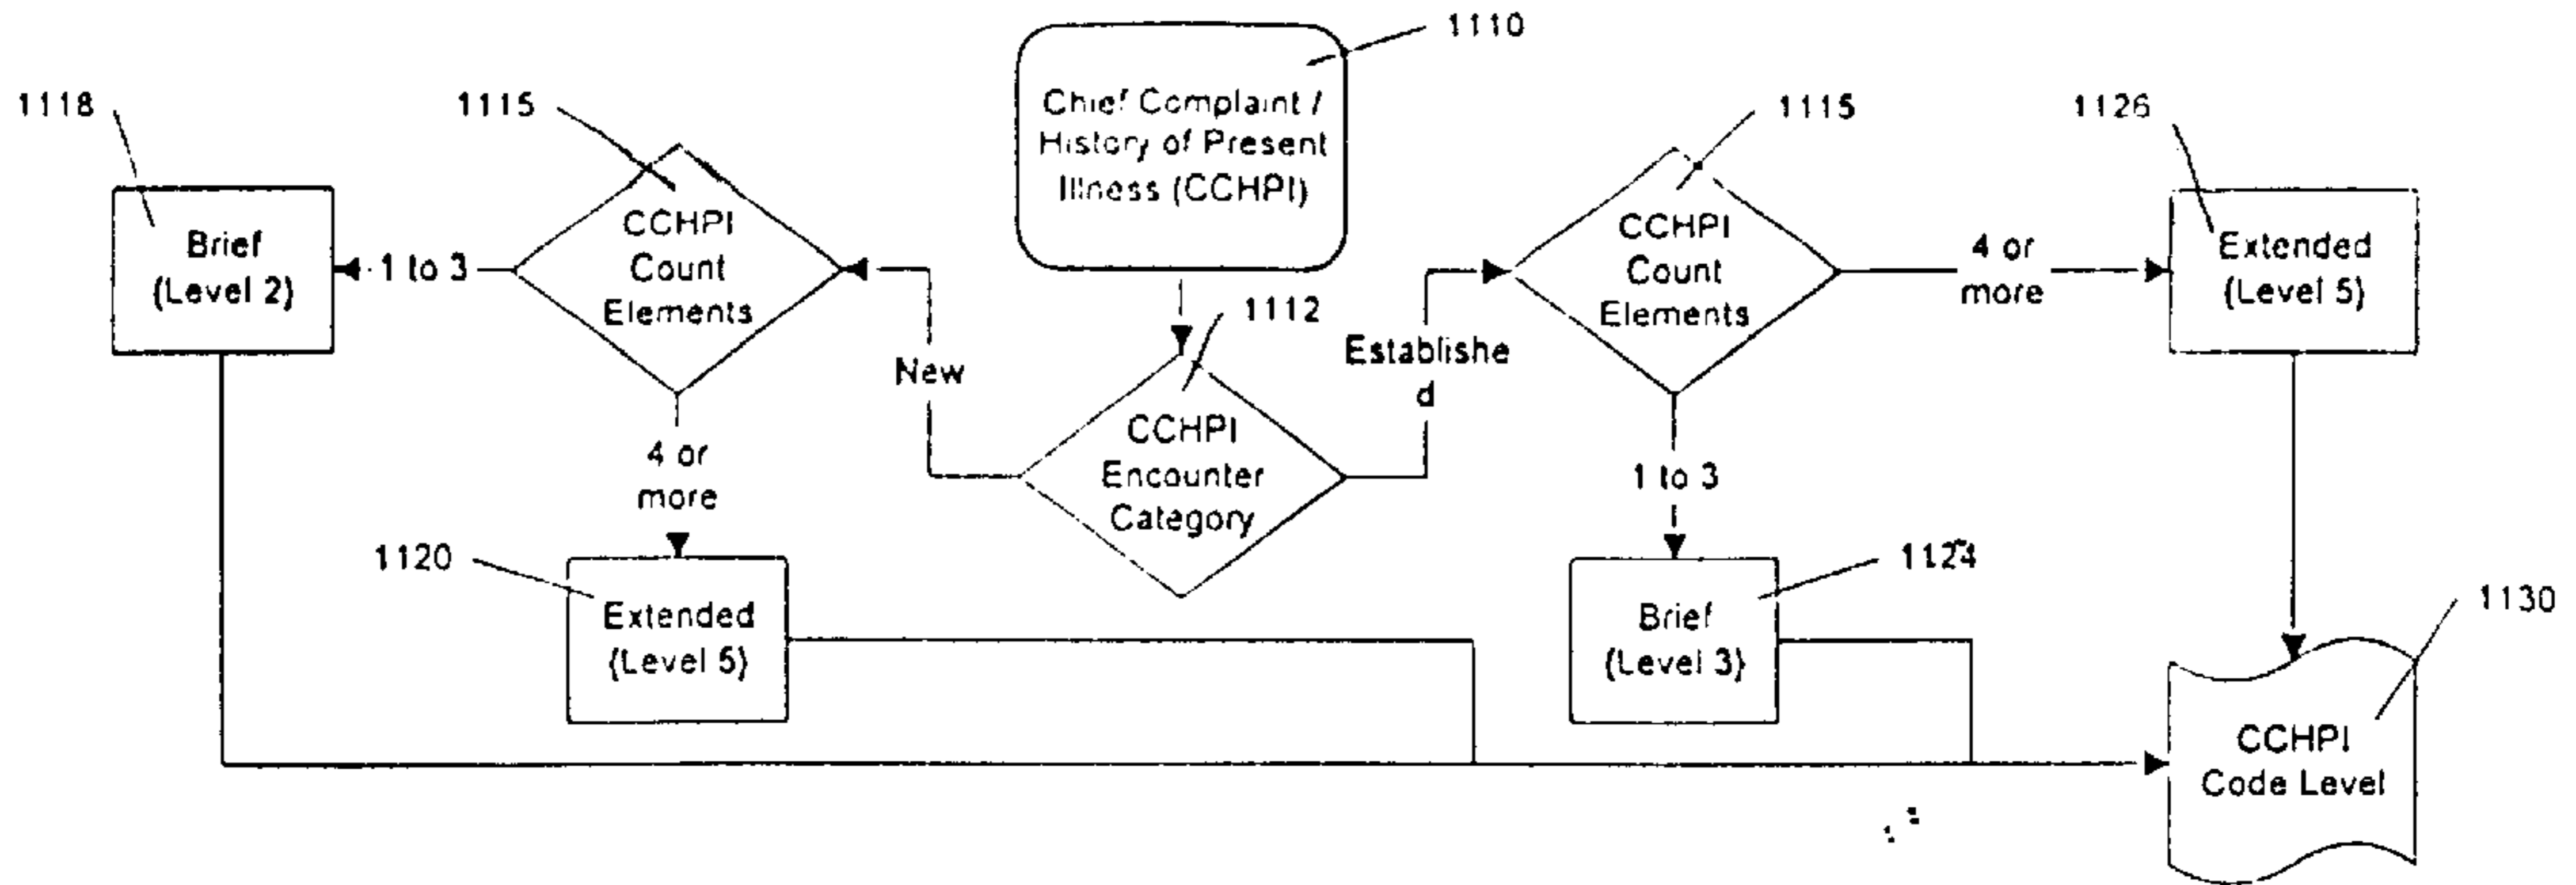 1110
Chief Complaint /
History of Present
Illness (CCHPI)
1118
1115
1115
1126
Brief
(Level 2)
1 to 3
CCHPI
Count
Elements
CCHPI
Count
Elements
4 or
more
Extended
(Level 5)
1112
New
Establishe
d
4 or
more
CCHPI
Encounter
Category
1 to 3
1120
Extended
(Level 5)
1124
Brief
(Level 3)
1130
CCHPI
Code Level